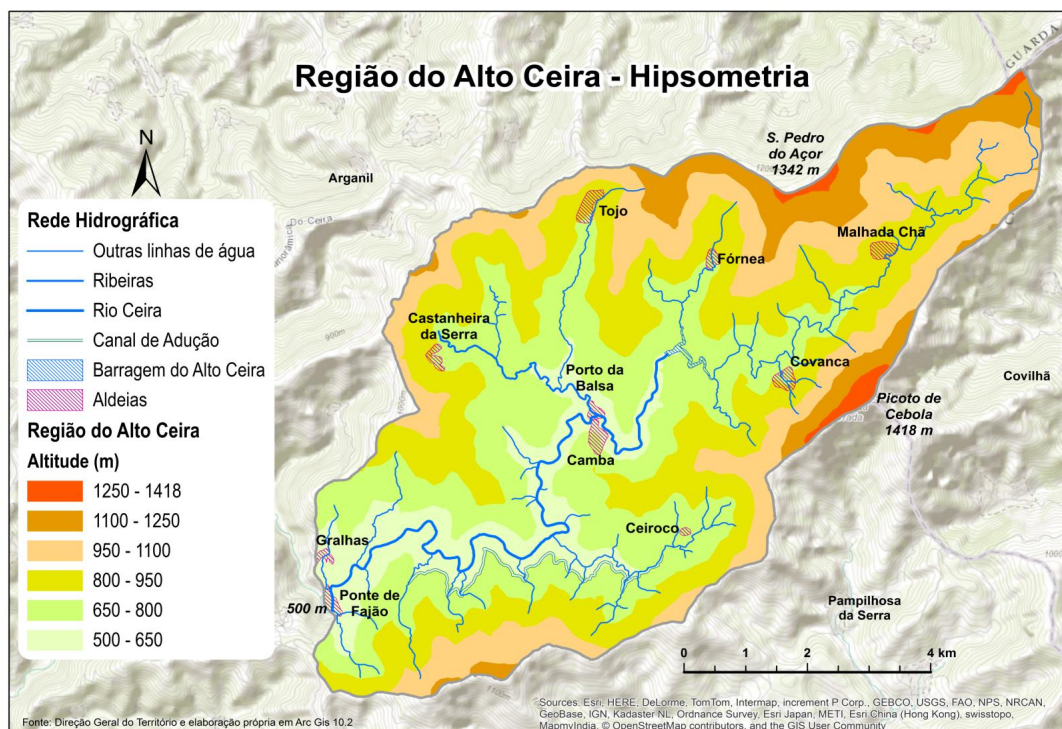 Região do Alto Ceira - Hipsometria
GUARDA
N
Arganil
S. Pedro
do Açor
1342 m
Tojo
Malhada Chã
Fórnea
Castanheira
da Serra
Porto da
Balsa
Covanca
Covilhã
Picoto de
Cebola
1418 m
Camba
Ceiroco
Gralhas
Ponte de
Fajão
500 m
Pampilhosa
da Serra
900m
1000m
1100m
Rede Hidrográfica
Outras linhas de água
Ribeiras
Rio Ceira
Canal de Adução
Barragem do Alto Ceira
Aldeias
Região do Alto Ceira
Altitude (m)
1250 - 1418
1100 - 1250
950 - 1100
800 - 950
650 - 800
500 - 650
0 1 2 4 km
Fonte: Direção Geral do Território e elaboração própria em Arc Gis 10.2
Sources: Esri, HERE, DeLorme, TomTom, Intermap, increment P Corp., GEBCO, USGS, FAO, NPS, NRCAN,
GeoBase, IGN, Kadaster NL, Ordnance Survey, Esri Japan, METI, Esri China (Hong Kong), swisstopo,
MapmyIndia, © OpenStreetMap contributors, and the GIS User Community